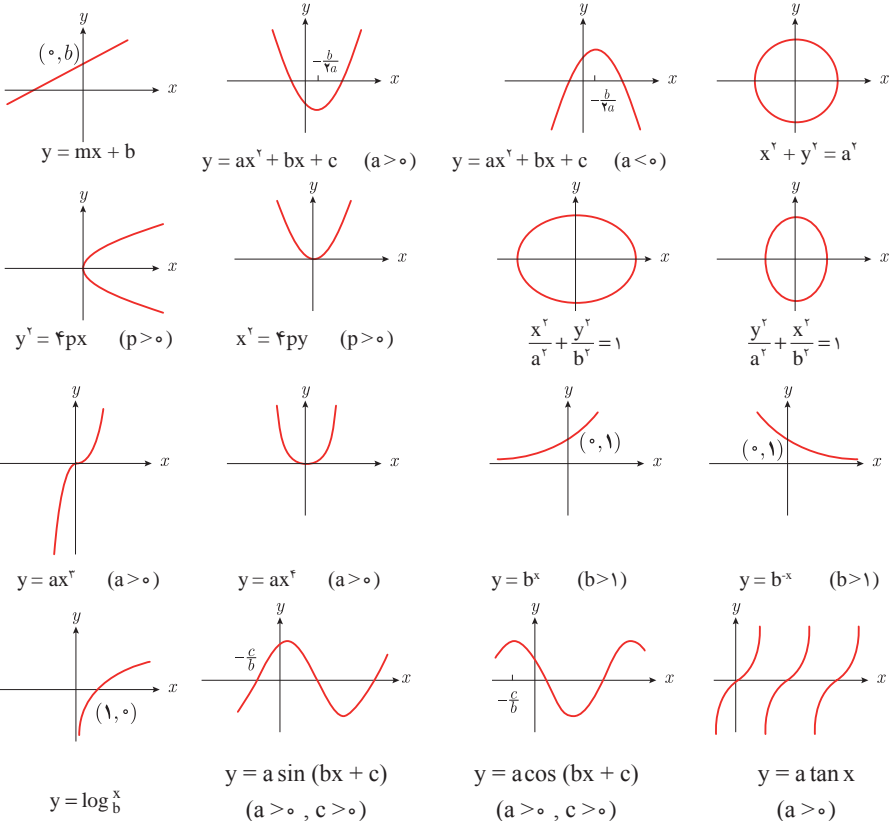 y y y y
(۰,b) x −b/۲a x −b/۲a x x
y = mx + b
y = ax۲ + bx + c (a >۰)
y = ax۲ + bx + c (a <۰)
x۲ + y۲ = a۲
y y y y
x x x x
y۲ = ۴px (p >۰)
x۲ = ۴py (p >۰)
x۲/a۲ + y۲/b۲ = ۱
y۲/a۲ + x۲/b۲ = ۱
y y y y
x x (۰,۱) x (۰,۱) x
y = ax۳ (a >۰)
y = ax۴ (a >۰)
y = bˣ (b>۱)
y = b⁻ˣ (b>۱)
y y y y
(۱,۰) x −c/b x −c/b x x
y = log x b
y = a sin (bx + c)
(a >۰ , c >۰)
y = a cos (bx + c)
(a >۰ , c >۰)
y = a tan x
(a >۰)